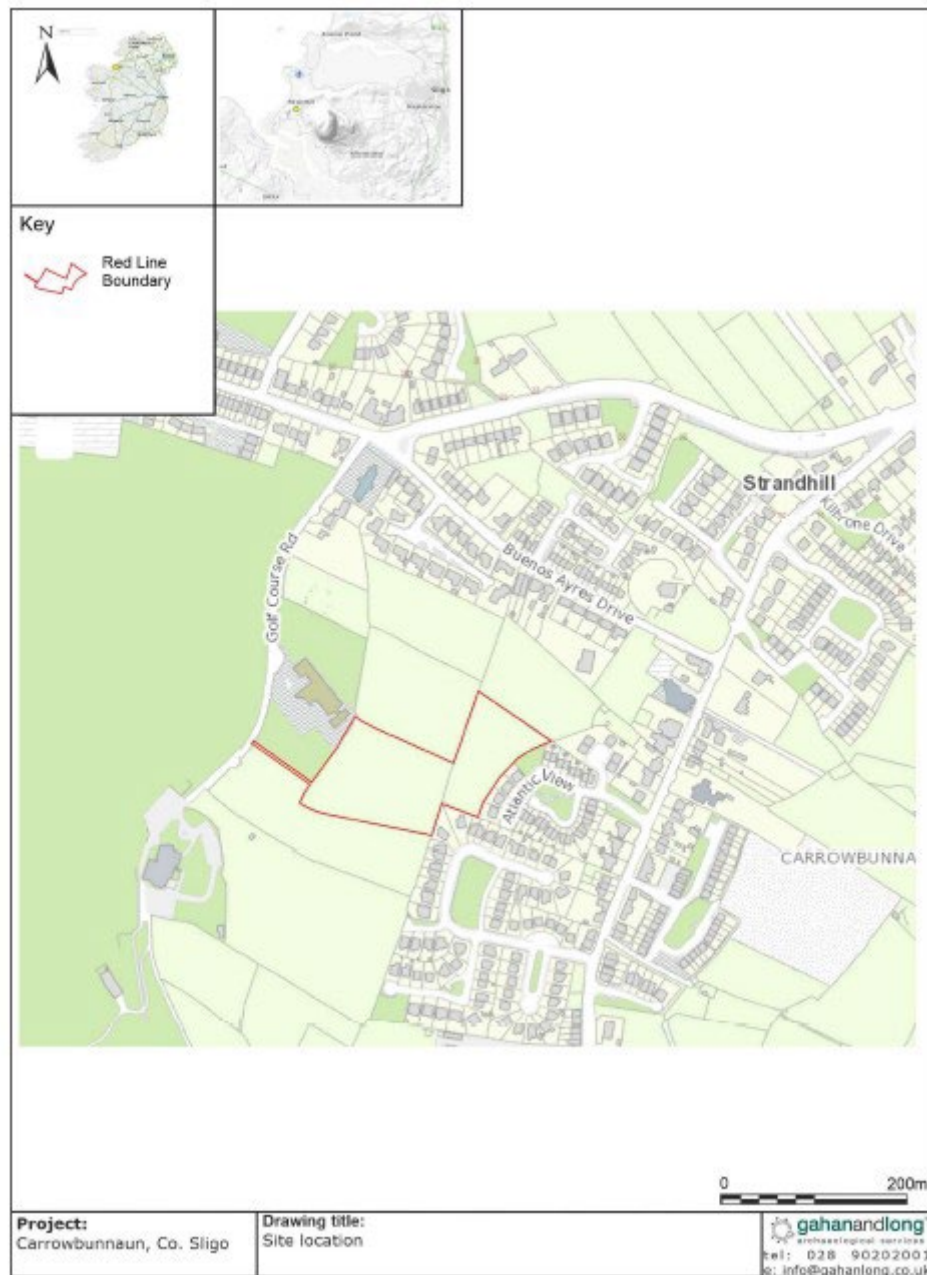 N
Key
Red Line
Boundary
Strandhill
Kilbrone Drive
Buenos Ayres Drive
Golf Course Rd
Atlantic View
CARROWBUNNA
0 200m
Project:
Carrowbunnaun, Co. Sligo
Drawing title:
Site location
gahanandlong
archaeological services
tel: 028 90202001
e: info@gahanlong.co.uk